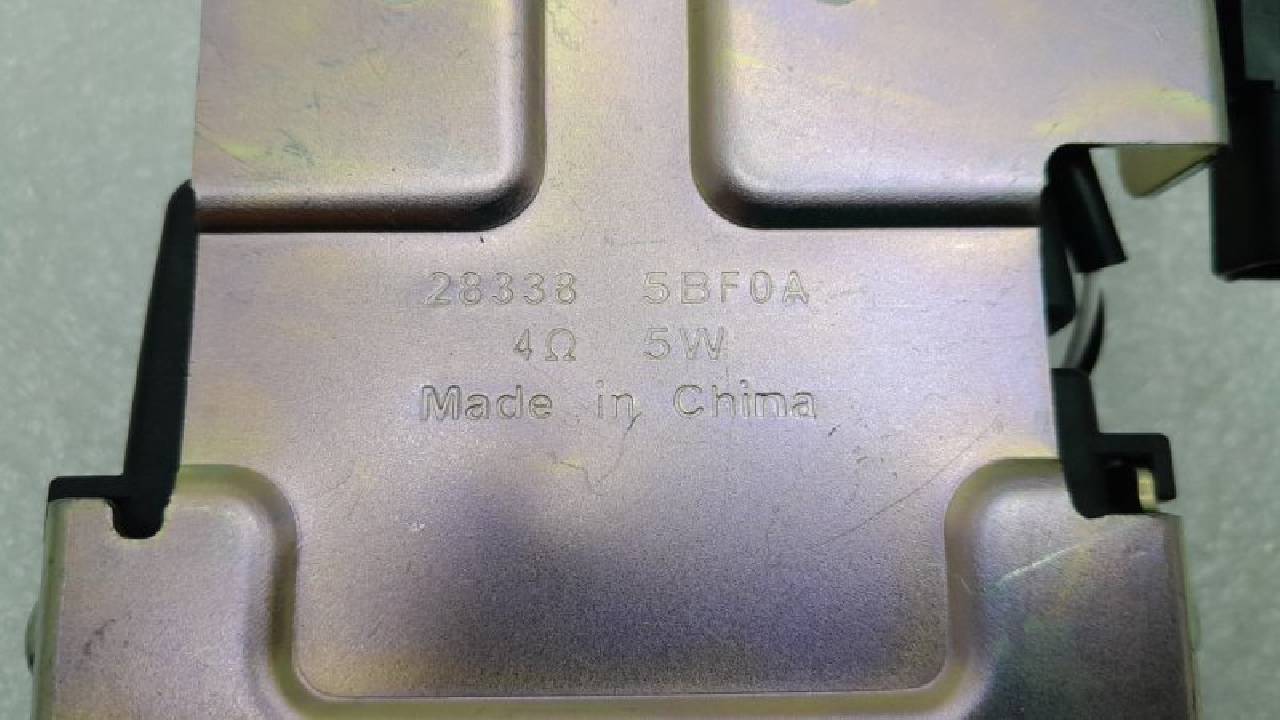 28338 5BF0A
4Ω 5W
Made in China